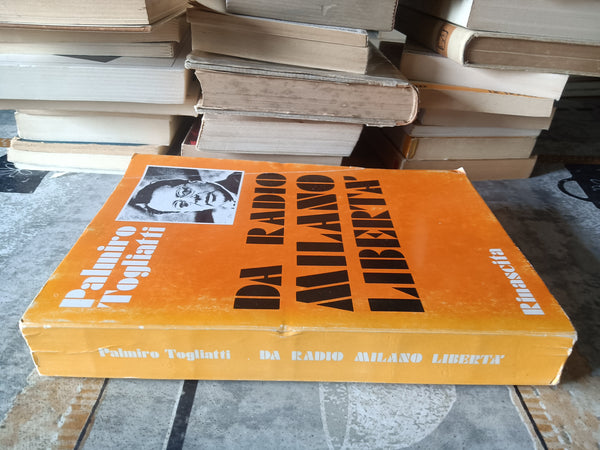 Palmiro
Togliatti
DA RADIO
MILANO
LIBERTA'
Rinascita
Palmiro Togliatti DA RADIO MILANO LIBERTA'